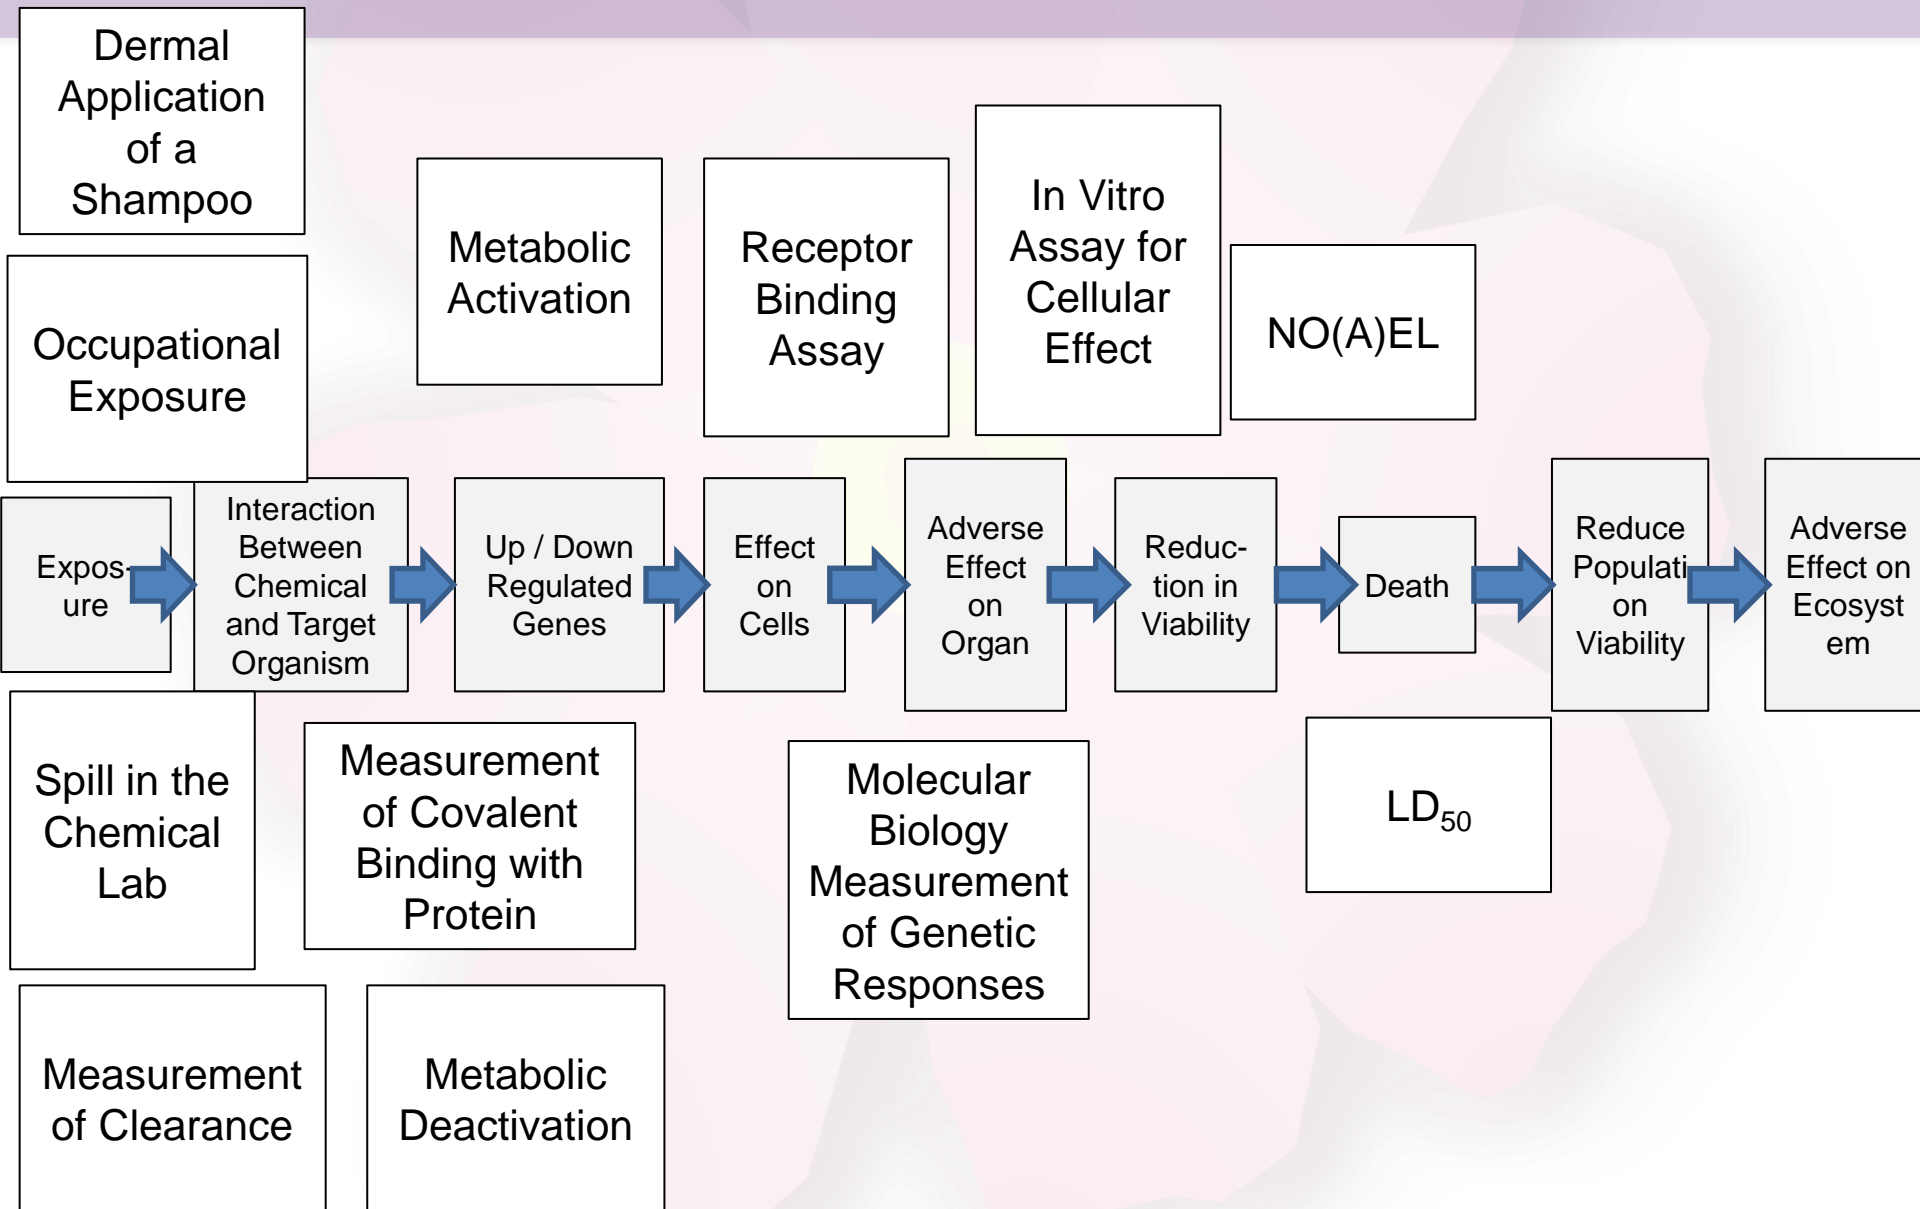 Dermal
Application
of a
Shampoo
Occupational
Exposure
Metabolic
Activation
Receptor
Binding
Assay
In Vitro
Assay for
Cellular
Effect
NO(A)EL
Expos-
ure
Interaction
Between
Chemical
and Target
Organism
Up / Down
Regulated
Genes
Effect
on
Cells
Adverse
Effect
on
Organ
Reduc-
tion in
Viability
Death
Reduce
Populati
on
Viability
Adverse
Effect on
Ecosyst
em
Spill in the
Chemical
Lab
Measurement
of Covalent
Binding with
Protein
Molecular
Biology
Measurement
of Genetic
Responses
LD50
Measurement
of Clearance
Metabolic
Deactivation